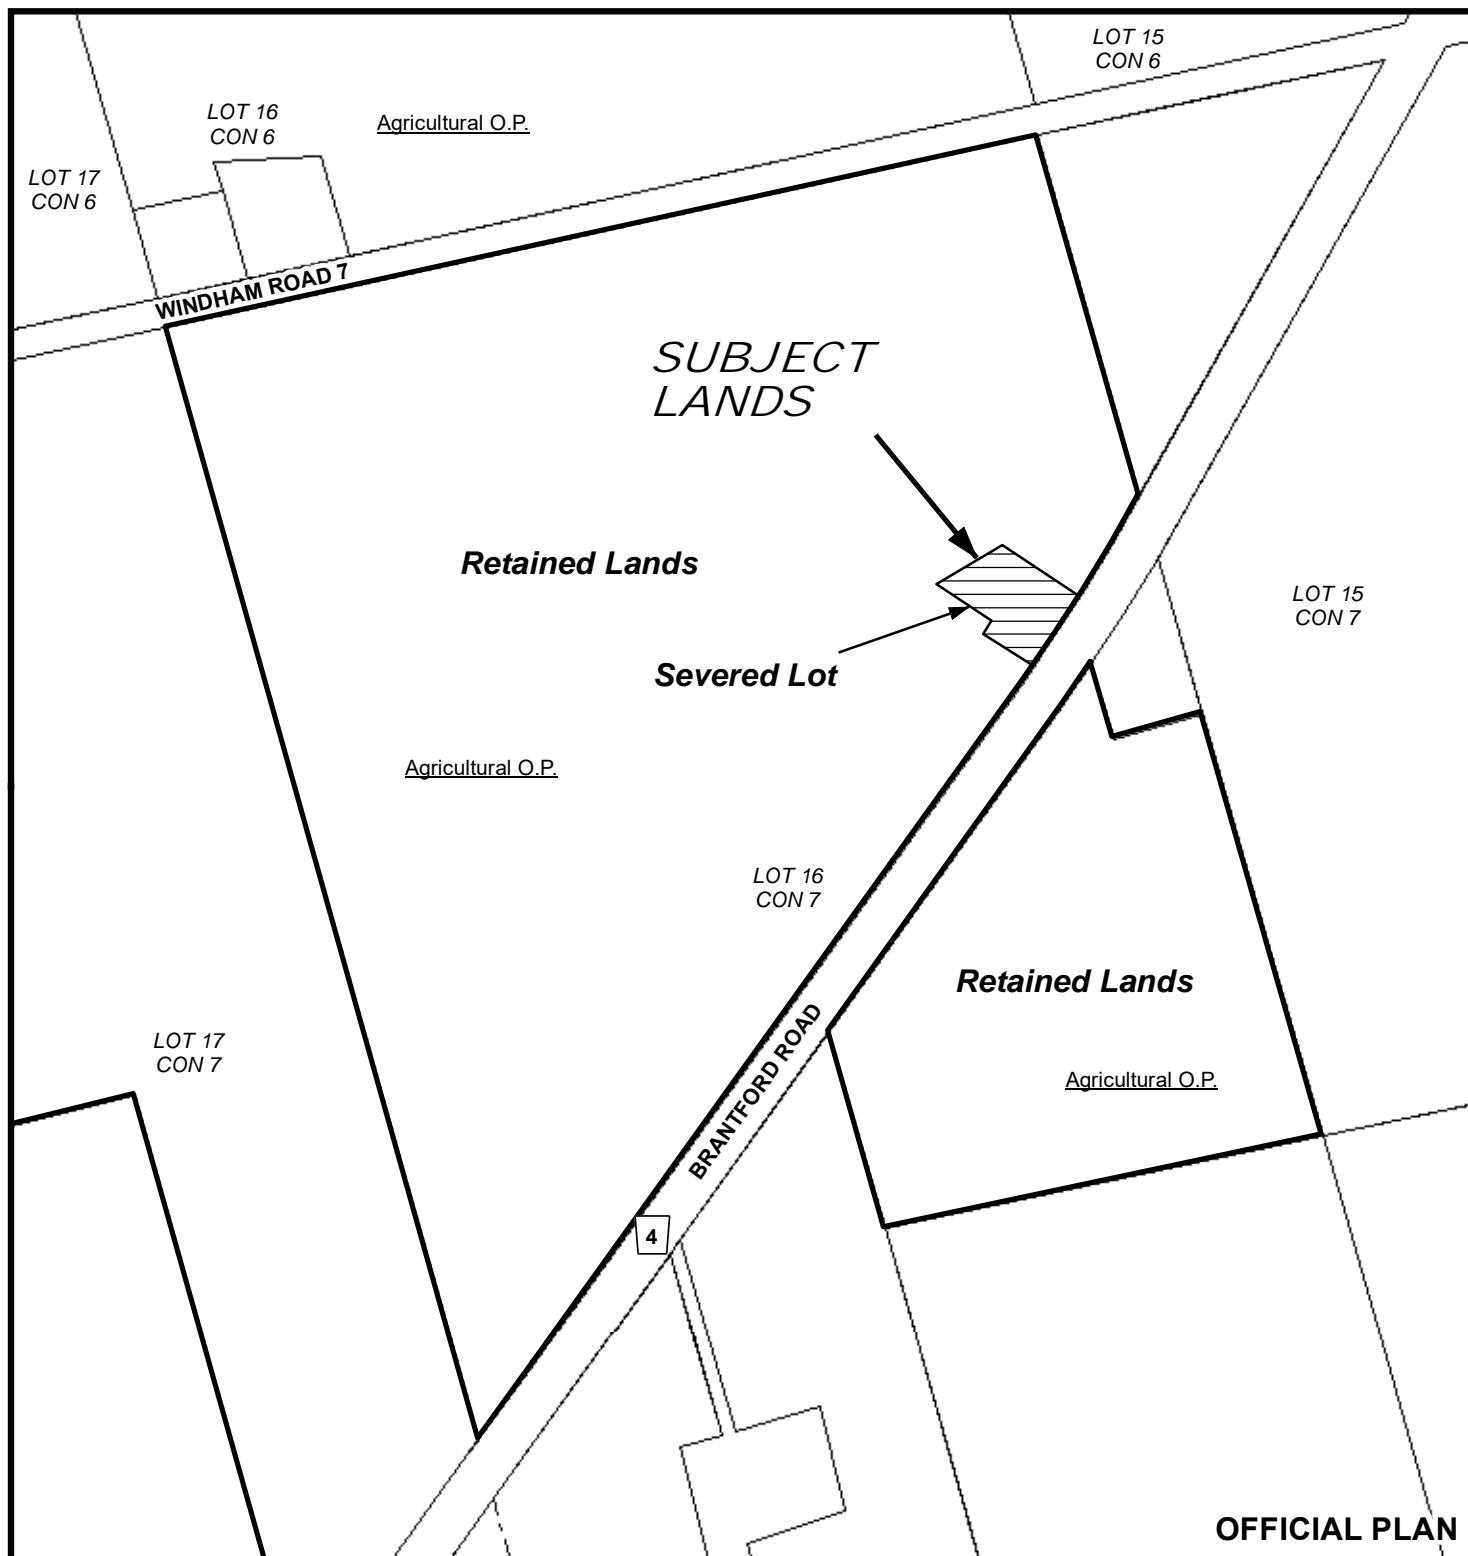 LOT 15
CON 6
LOT 16
CON 6
Agricultural O.P.
LOT 17
CON 6
WINDHAM ROAD 7
SUBJECT
LANDS
Retained Lands
LOT 15
CON 7
Severed Lot
Agricultural O.P.
LOT 16
CON 7
Retained Lands
BRANTFORD ROAD
LOT 17
CON 7
Agricultural O.P.
4
OFFICIAL PLAN